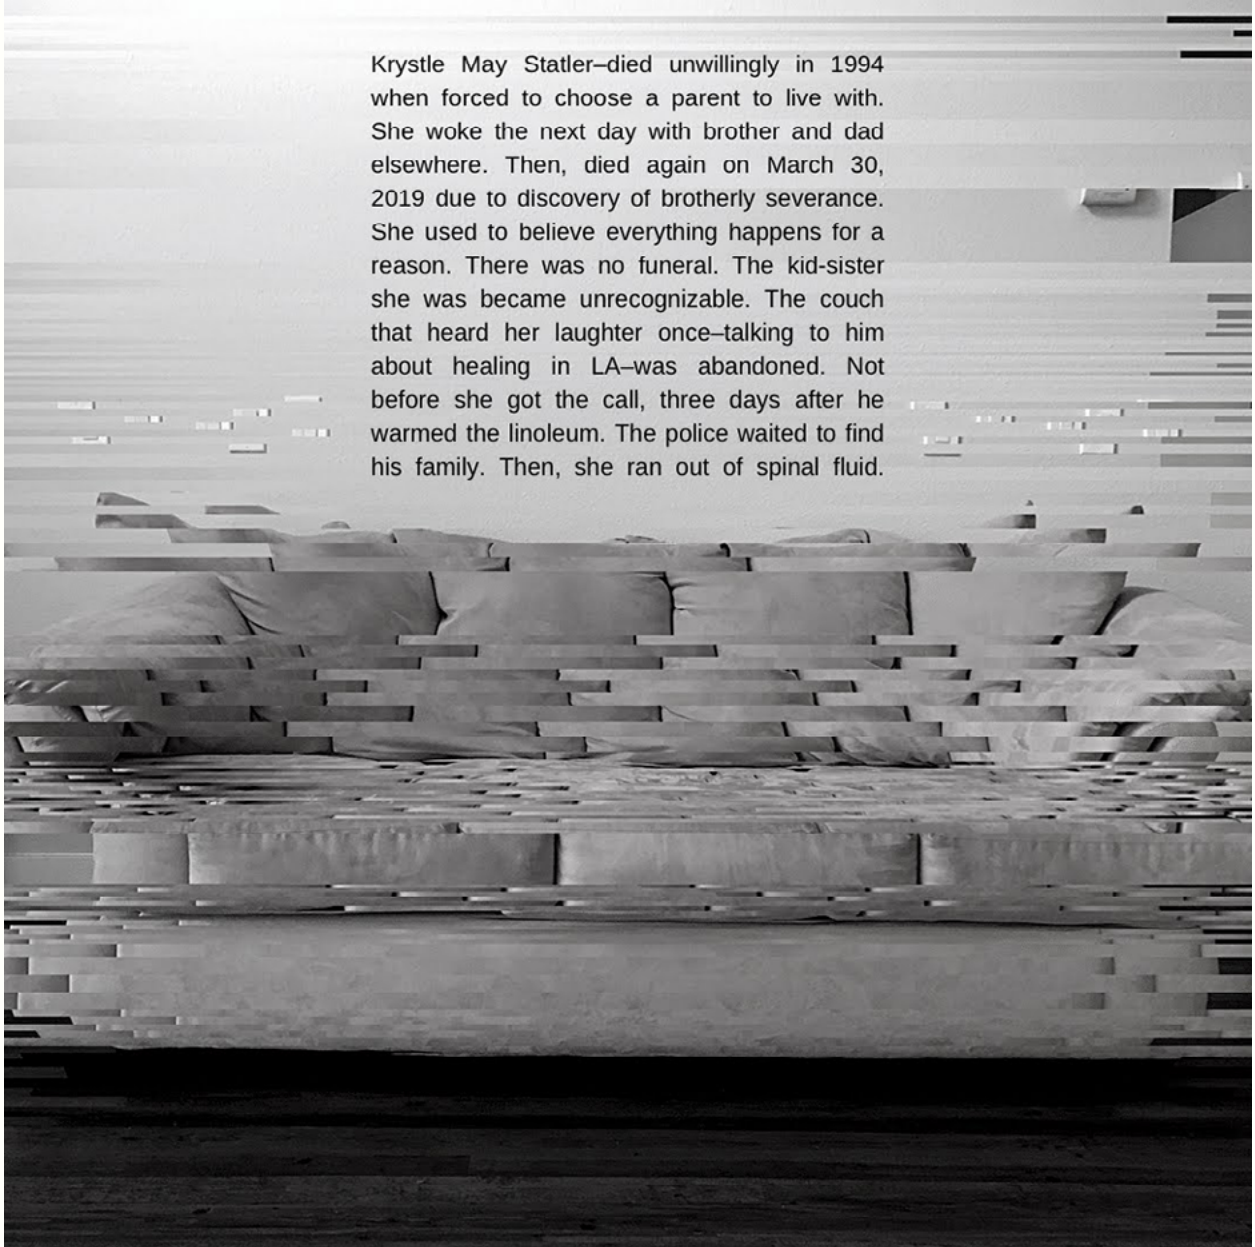 Krystle May Statler–died unwillingly in 1994
when forced to choose a parent to live with.
She woke the next day with brother and dad
elsewhere. Then, died again on March 30,
2019 due to discovery of brotherly severance.
She used to believe everything happens for a
reason. There was no funeral. The kid-sister
she was became unrecognizable. The couch
that heard her laughter once–talking to him
about healing in LA–was abandoned. Not
before she got the call, three days after he
warmed the linoleum. The police waited to find
his family. Then, she ran out of spinal fluid.